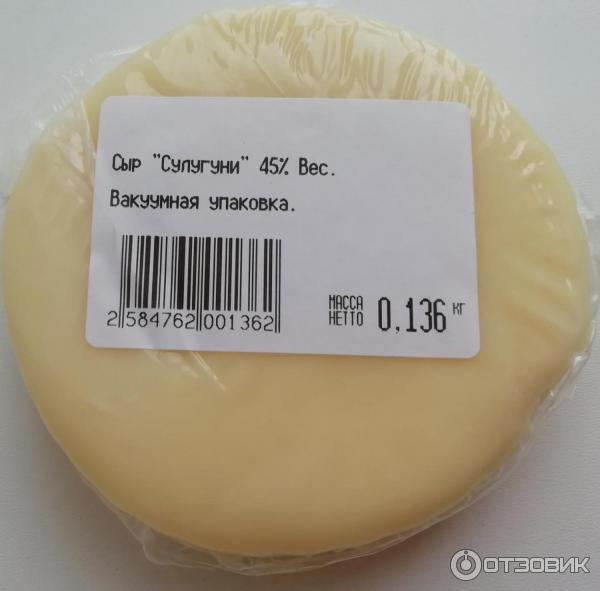 Сыр "Сулугуни" 45% Вес.
Вакуумная упаковка.
2 584762 001362
МАССА НЕТТО 0,136 кг
ОТЗОВИК